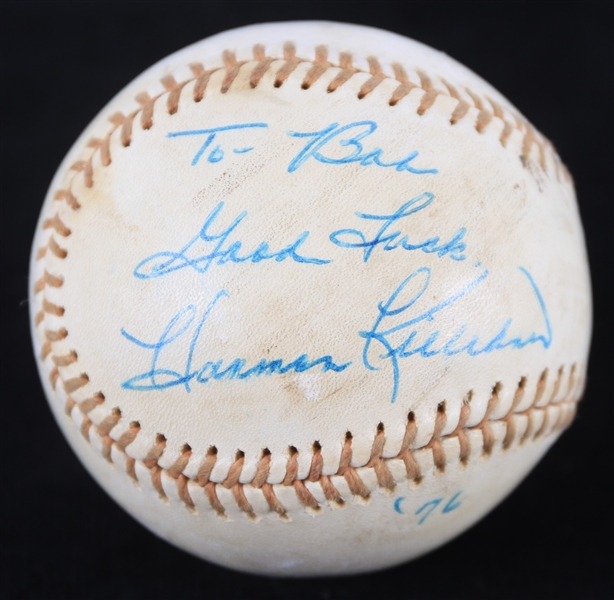 To- Bob
Good Luck,
Harmon Killebrew
'76